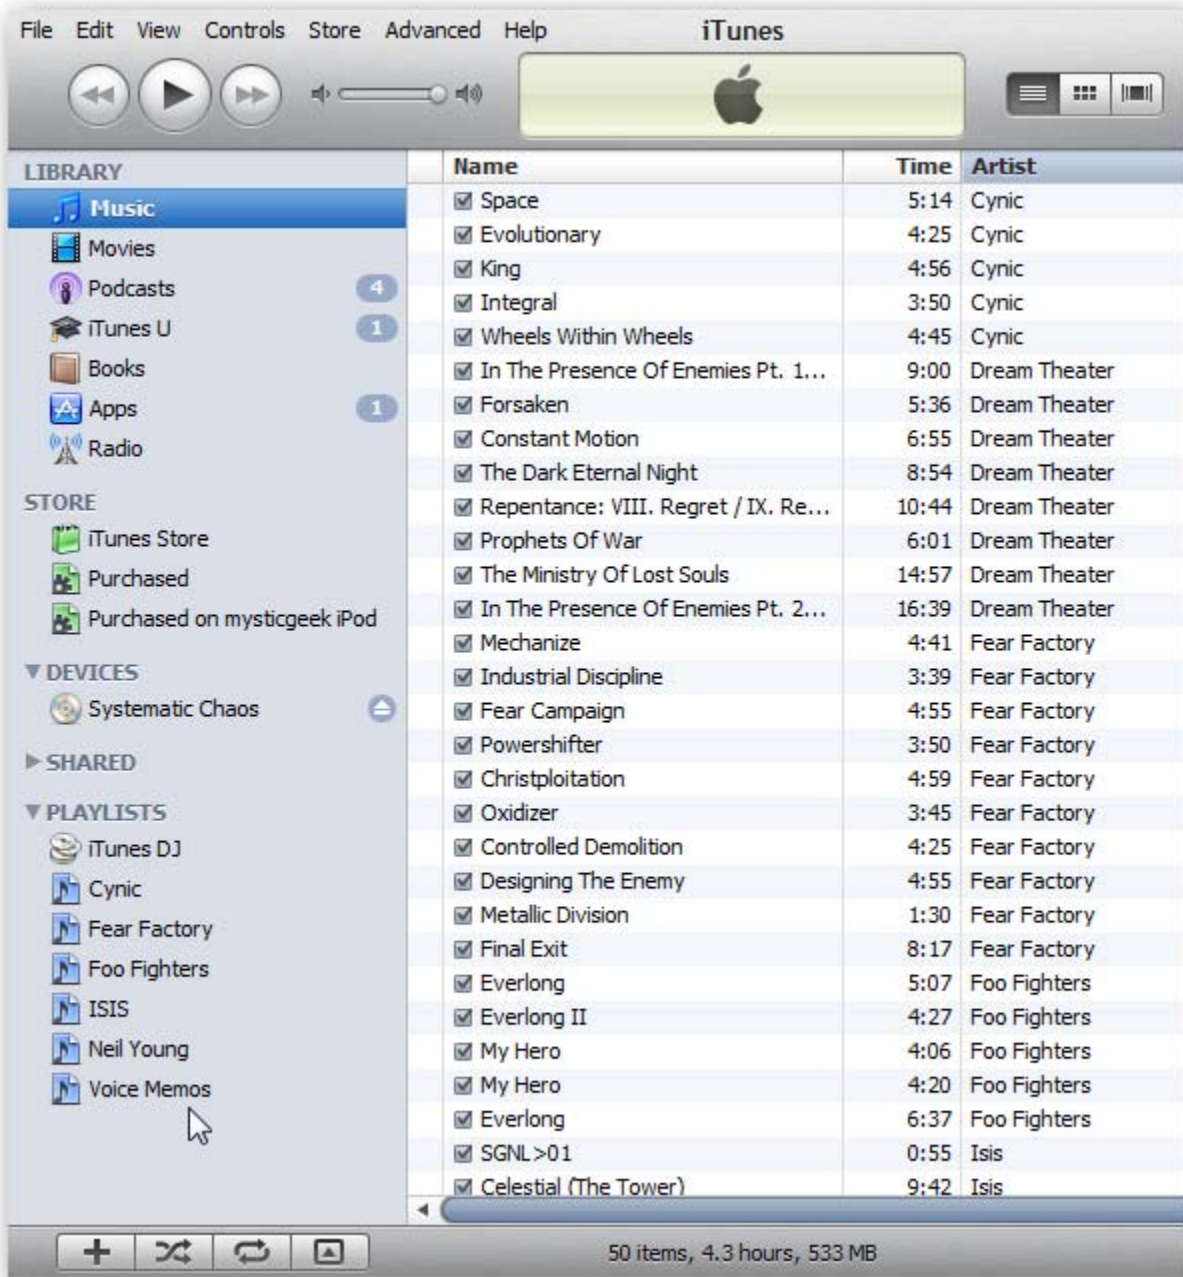 File Edit View Controls Store Advanced Help iTunes
LIBRARY
Music
Movies
Podcasts 4
iTunes U 1
Books
Apps 1
Radio
STORE
iTunes Store
Purchased
Purchased on mysticgeek iPod
DEVICES
Systematic Chaos
SHARED
PLAYLISTS
iTunes DJ
Cynic
Fear Factory
Foo Fighters
ISIS
Neil Young
Voice Memos
Name Time Artist
Space 5:14 Cynic
Evolutionary 4:25 Cynic
King 4:56 Cynic
Integral 3:50 Cynic
Wheels Within Wheels 4:45 Cynic
In The Presence Of Enemies Pt. 1... 9:00 Dream Theater
Forsaken 5:36 Dream Theater
Constant Motion 6:55 Dream Theater
The Dark Eternal Night 8:54 Dream Theater
Repentance: VIII. Regret / IX. Re... 10:44 Dream Theater
Prophets Of War 6:01 Dream Theater
The Ministry Of Lost Souls 14:57 Dream Theater
In The Presence Of Enemies Pt. 2... 16:39 Dream Theater
Mechanize 4:41 Fear Factory
Industrial Discipline 3:39 Fear Factory
Fear Campaign 4:55 Fear Factory
Powershifter 3:50 Fear Factory
Christploitation 4:59 Fear Factory
Oxidizer 3:45 Fear Factory
Controlled Demolition 4:25 Fear Factory
Designing The Enemy 4:55 Fear Factory
Metallic Division 1:30 Fear Factory
Final Exit 8:17 Fear Factory
Everlong 5:07 Foo Fighters
Everlong II 4:27 Foo Fighters
My Hero 4:06 Foo Fighters
My Hero 4:20 Foo Fighters
Everlong 6:37 Foo Fighters
SGNL>01 0:55 Isis
Celestial (The Tower) 9:42 Isis
50 items, 4.3 hours, 533 MB